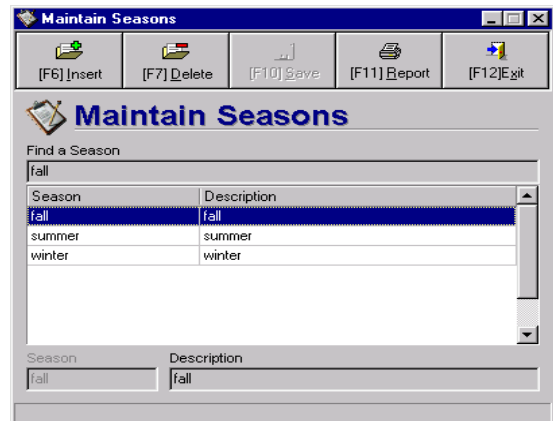 Maintain Seasons
[F6] Insert [F7] Delete [F10] Save [F11] Report [F12]Exit
Maintain Seasons
Find a Season
fall
Season Description
fall fall
summer summer
winter winter
Season Description
fall fall